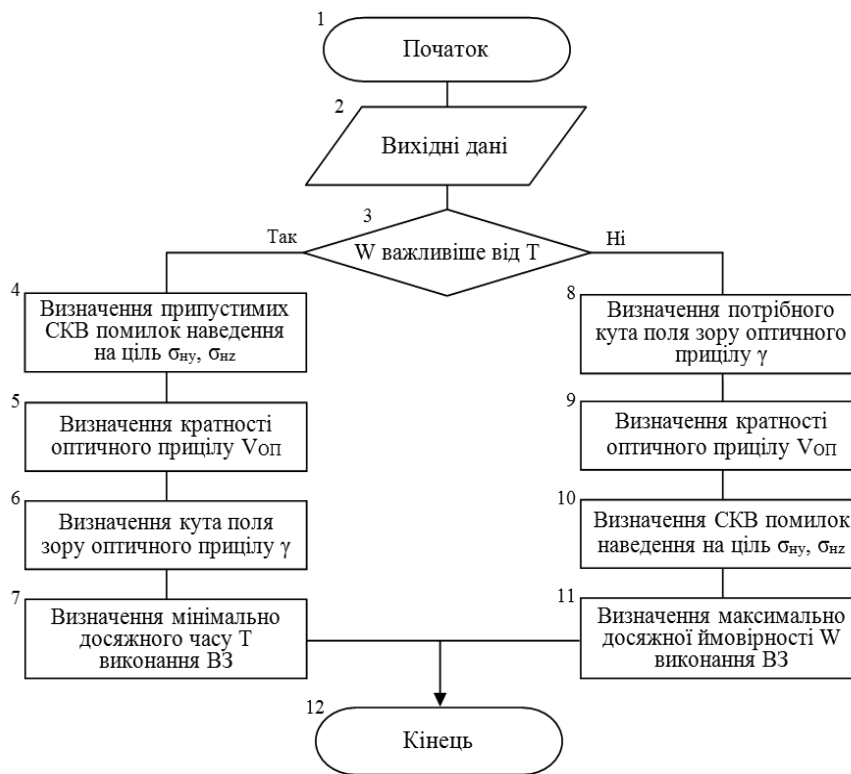 1
Початок
2
Вихідні дані
3
W важливіше від T
Так
Ні
4
Визначення припустимих
СКВ помилок наведення
на ціль σну, σнz
5
Визначення кратності
оптичного прицілу VОП
6
Визначення кута поля
зору оптичного прицілу γ
7
Визначення мінімально
досяжного часу T
виконання ВЗ
8
Визначення потрібного
кута поля зору оптичного
прицілу γ
9
Визначення кратності
оптичного прицілу VОП
10
Визначення СКВ помилок
наведення на ціль σну, σнz
11
Визначення максимально
досяжної ймовірності W
виконання ВЗ
12
Кінець